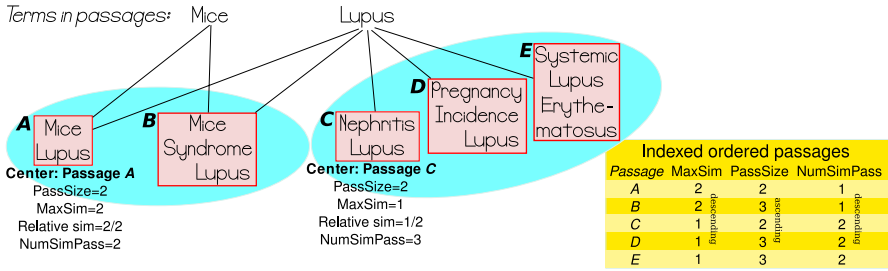 Terms in passages: Mice Lupus
A
Mice
Lupus
B
Mice
Syndrome
Lupus
C
Nephritis
Lupus
D
Pregnancy
Incidence
Lupus
E
Systemic
Lupus
Erythe-
matosus
Center: Passage A
PassSize=2
MaxSim=2
Relative sim=2/2
NumSimPass=2
Center: Passage C
PassSize=2
MaxSim=1
Relative sim=1/2
NumSimPass=3
Indexed ordered passages
Passage MaxSim PassSize NumSimPass
A 2 2 1
B 2 3 1
C 1 2 2
D 1 3 2
E 1 3 2
descending
ascending
descending